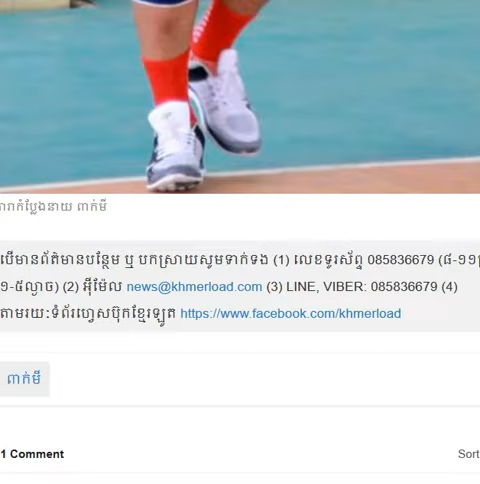 តារាកំប្លែងនាយ ពាក់មី
បើមានព័ត៌មានបន្ថែម ឬ បកស្រាយសូមទាក់ទង (1) លេខទូរស័ព្ទ 085836679 (៨-១១
១-៥ល្ងាច) (2) អ៊ីម៉ែល news@khmerload.com (3) LINE, VIBER: 085836679 (4)
តាមរយៈទំព័រហ្វេសប៊ុកខ្មែរឡូត https://www.facebook.com/khmerload
ពាក់មី
1 Comment
Sort